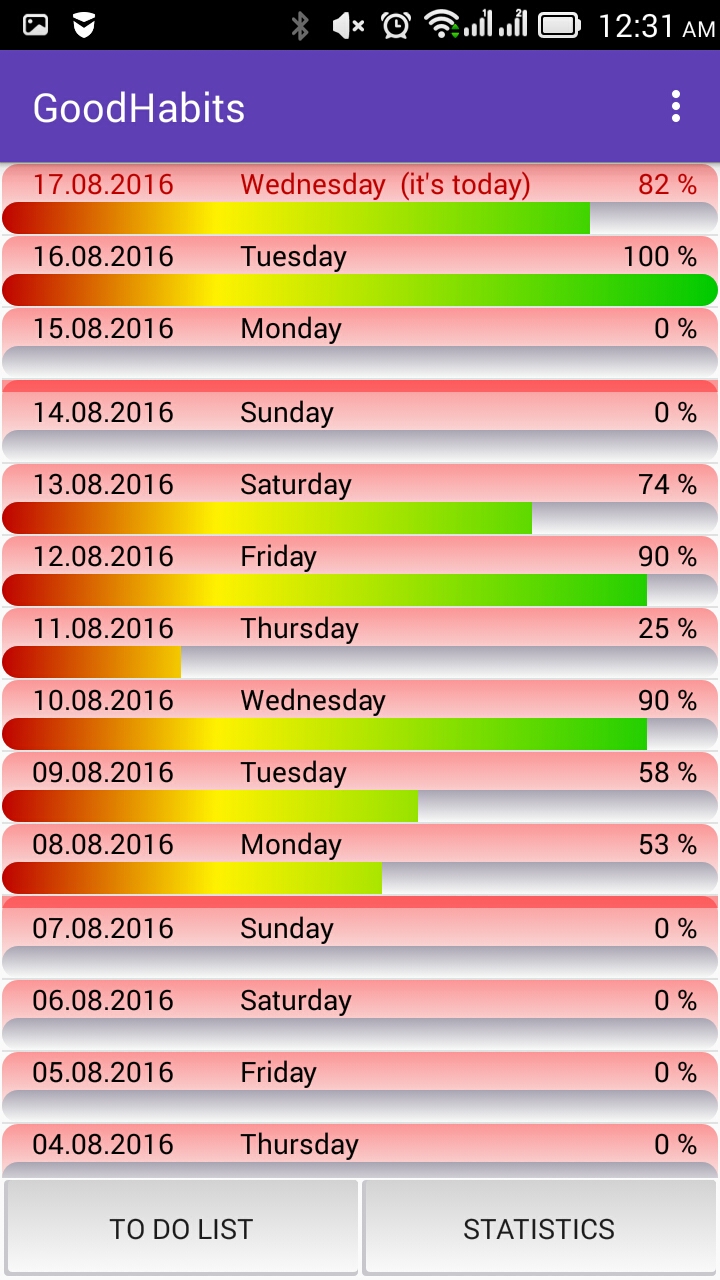 12:31 AM
GoodHabits
17.08.2016 Wednesday (it's today) 82 %
16.08.2016 Tuesday 100 %
15.08.2016 Monday 0 %
14.08.2016 Sunday 0 %
13.08.2016 Saturday 74 %
12.08.2016 Friday 90 %
11.08.2016 Thursday 25 %
10.08.2016 Wednesday 90 %
09.08.2016 Tuesday 58 %
08.08.2016 Monday 53 %
07.08.2016 Sunday 0 %
06.08.2016 Saturday 0 %
05.08.2016 Friday 0 %
04.08.2016 Thursday 0 %
TO DO LIST STATISTICS